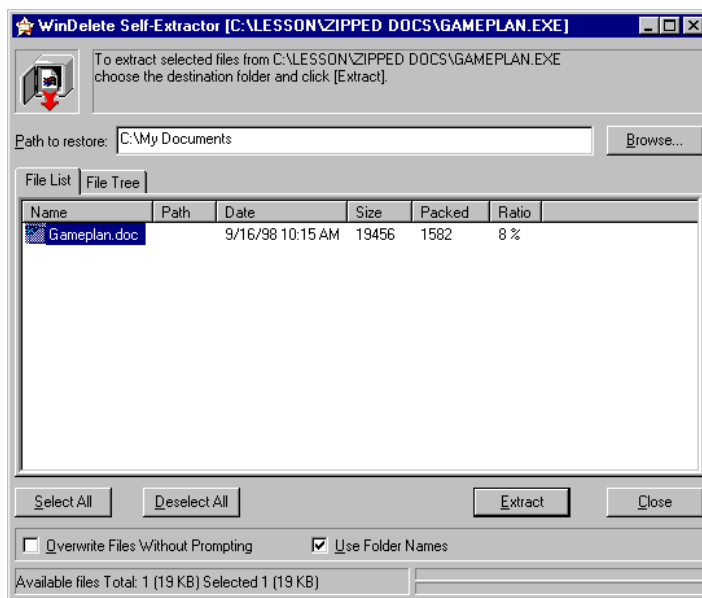 WinDelete Self-Extractor [C:\LESSON\ZIPPED DOCS\GAMEPLAN.EXE]
To extract selected files from C:\LESSON\ZIPPED DOCS\GAMEPLAN.EXE
choose the destination folder and click [Extract].
Path to restore: C:\My Documents Browse...
File List File Tree
Name Path Date Size Packed Ratio
Gameplan.doc 9/16/98 10:15 AM 19456 1582 8 %
Select All Deselect All Extract Close
Overwrite Files Without Prompting Use Folder Names
Available files Total: 1 (19 KB) Selected 1 (19 KB)